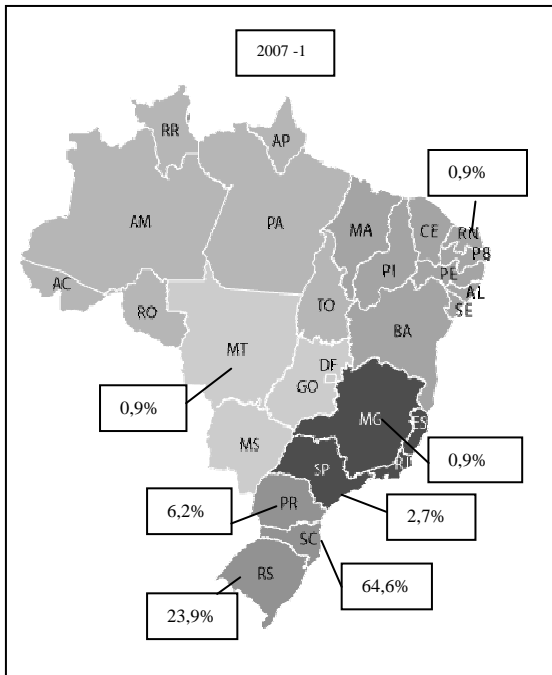 2007 -1
RR
AP
0,9%
AM
PA
MA
CE
RN
PB
PI
PE
AC
AL
TO
SE
RO
BA
MT
DF
GO
0,9%
MG
ES
MS
RJ
0,9%
SP
6,2%
PR
2,7%
SC
RS
64,6%
23,9%